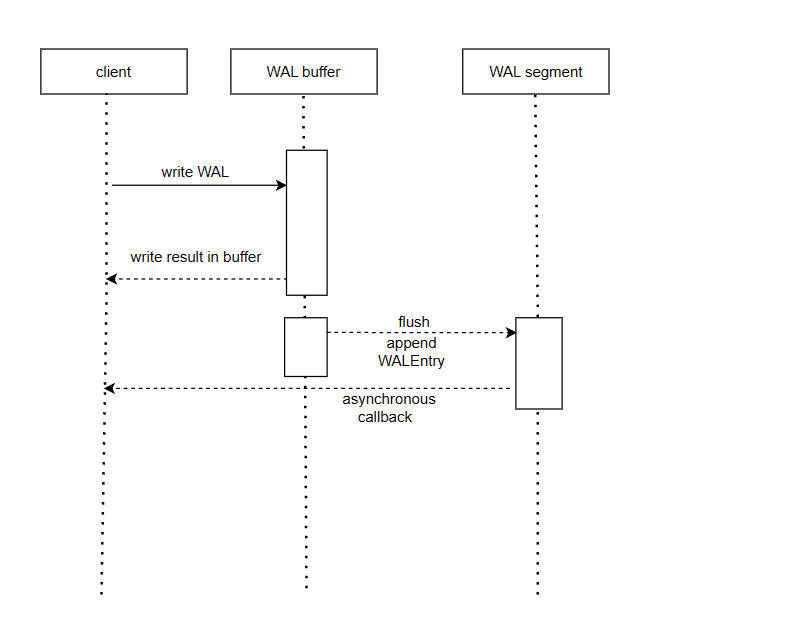 client
WAL buffer
WAL segment
write WAL
write result in buffer
flush
append
WALEntry
asynchronous
callback